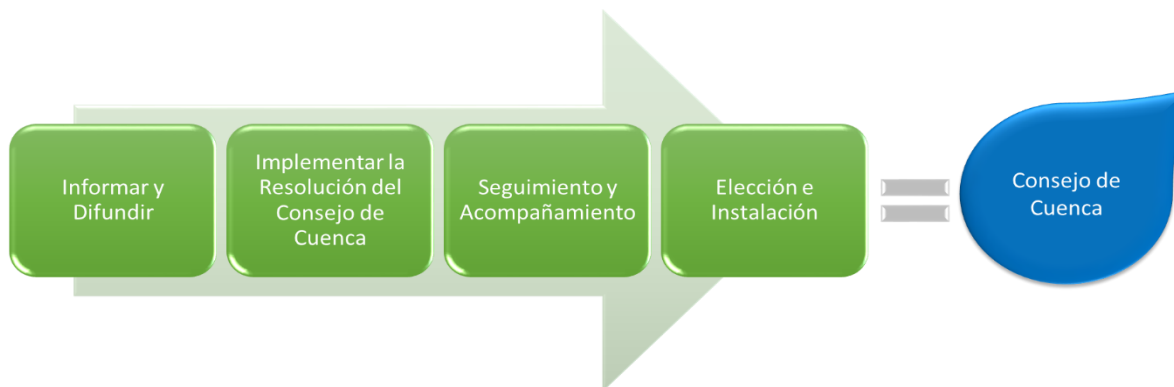 Informar y
Difundir
Implementar la
Resolución del
Consejo de
Cuenca
Seguimiento y
Acompañamiento
Elección e
Instalación
Consejo de
Cuenca